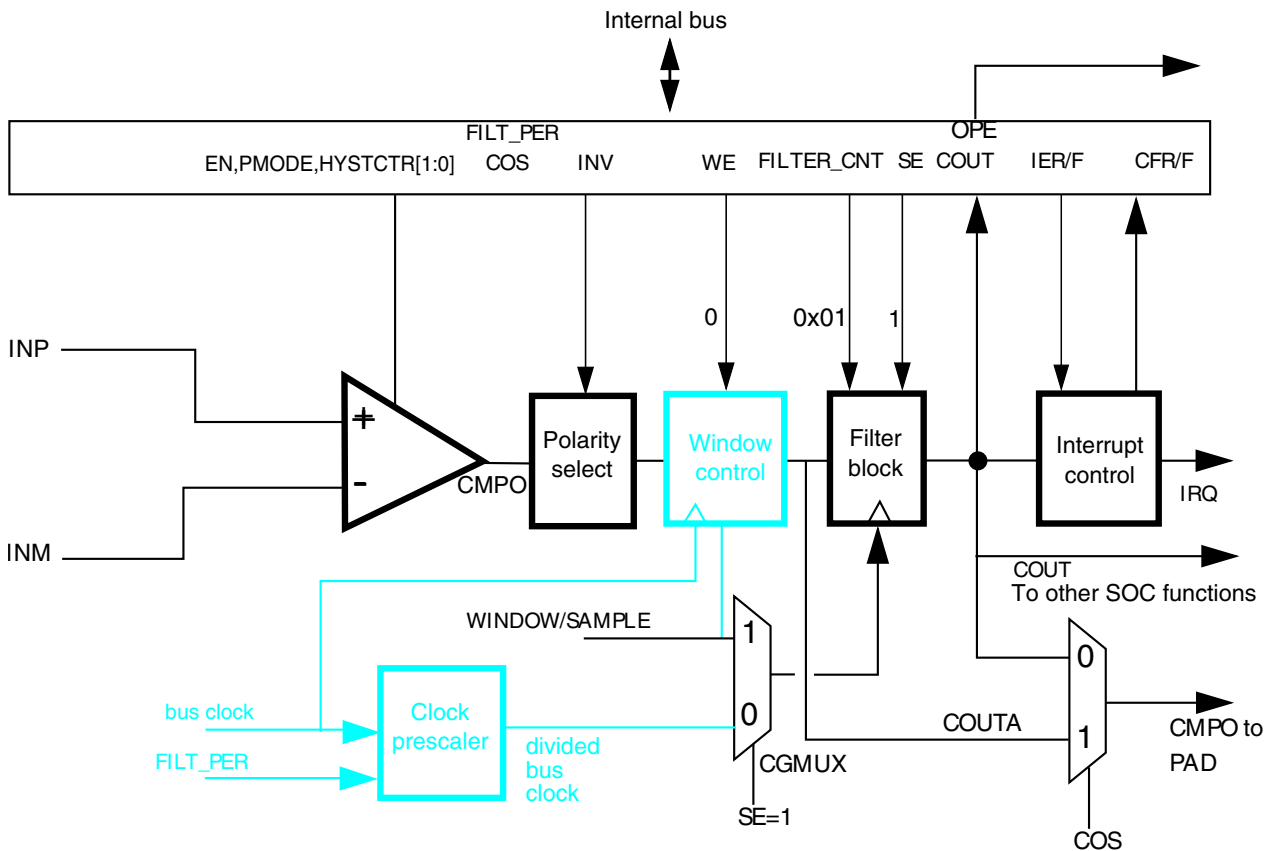 Internal bus
FILT_PER
OPE
EN,PMODE,HYSTCTR[1:0]
COS
INV
WE
FILTER_CNT
SE
COUT
IER/F
CFR/F
0
0x01
1
INP
+
-
INM
CMPO
Polarity
select
Window
control
Filter
block
Interrupt
control
IRQ
COUT
To other SOC functions
WINDOW/SAMPLE
1
0
CGMUX
SE=1
bus clock
FILT_PER
Clock
prescaler
divided
bus
clock
COUTA
0
1
CMPO to
PAD
COS